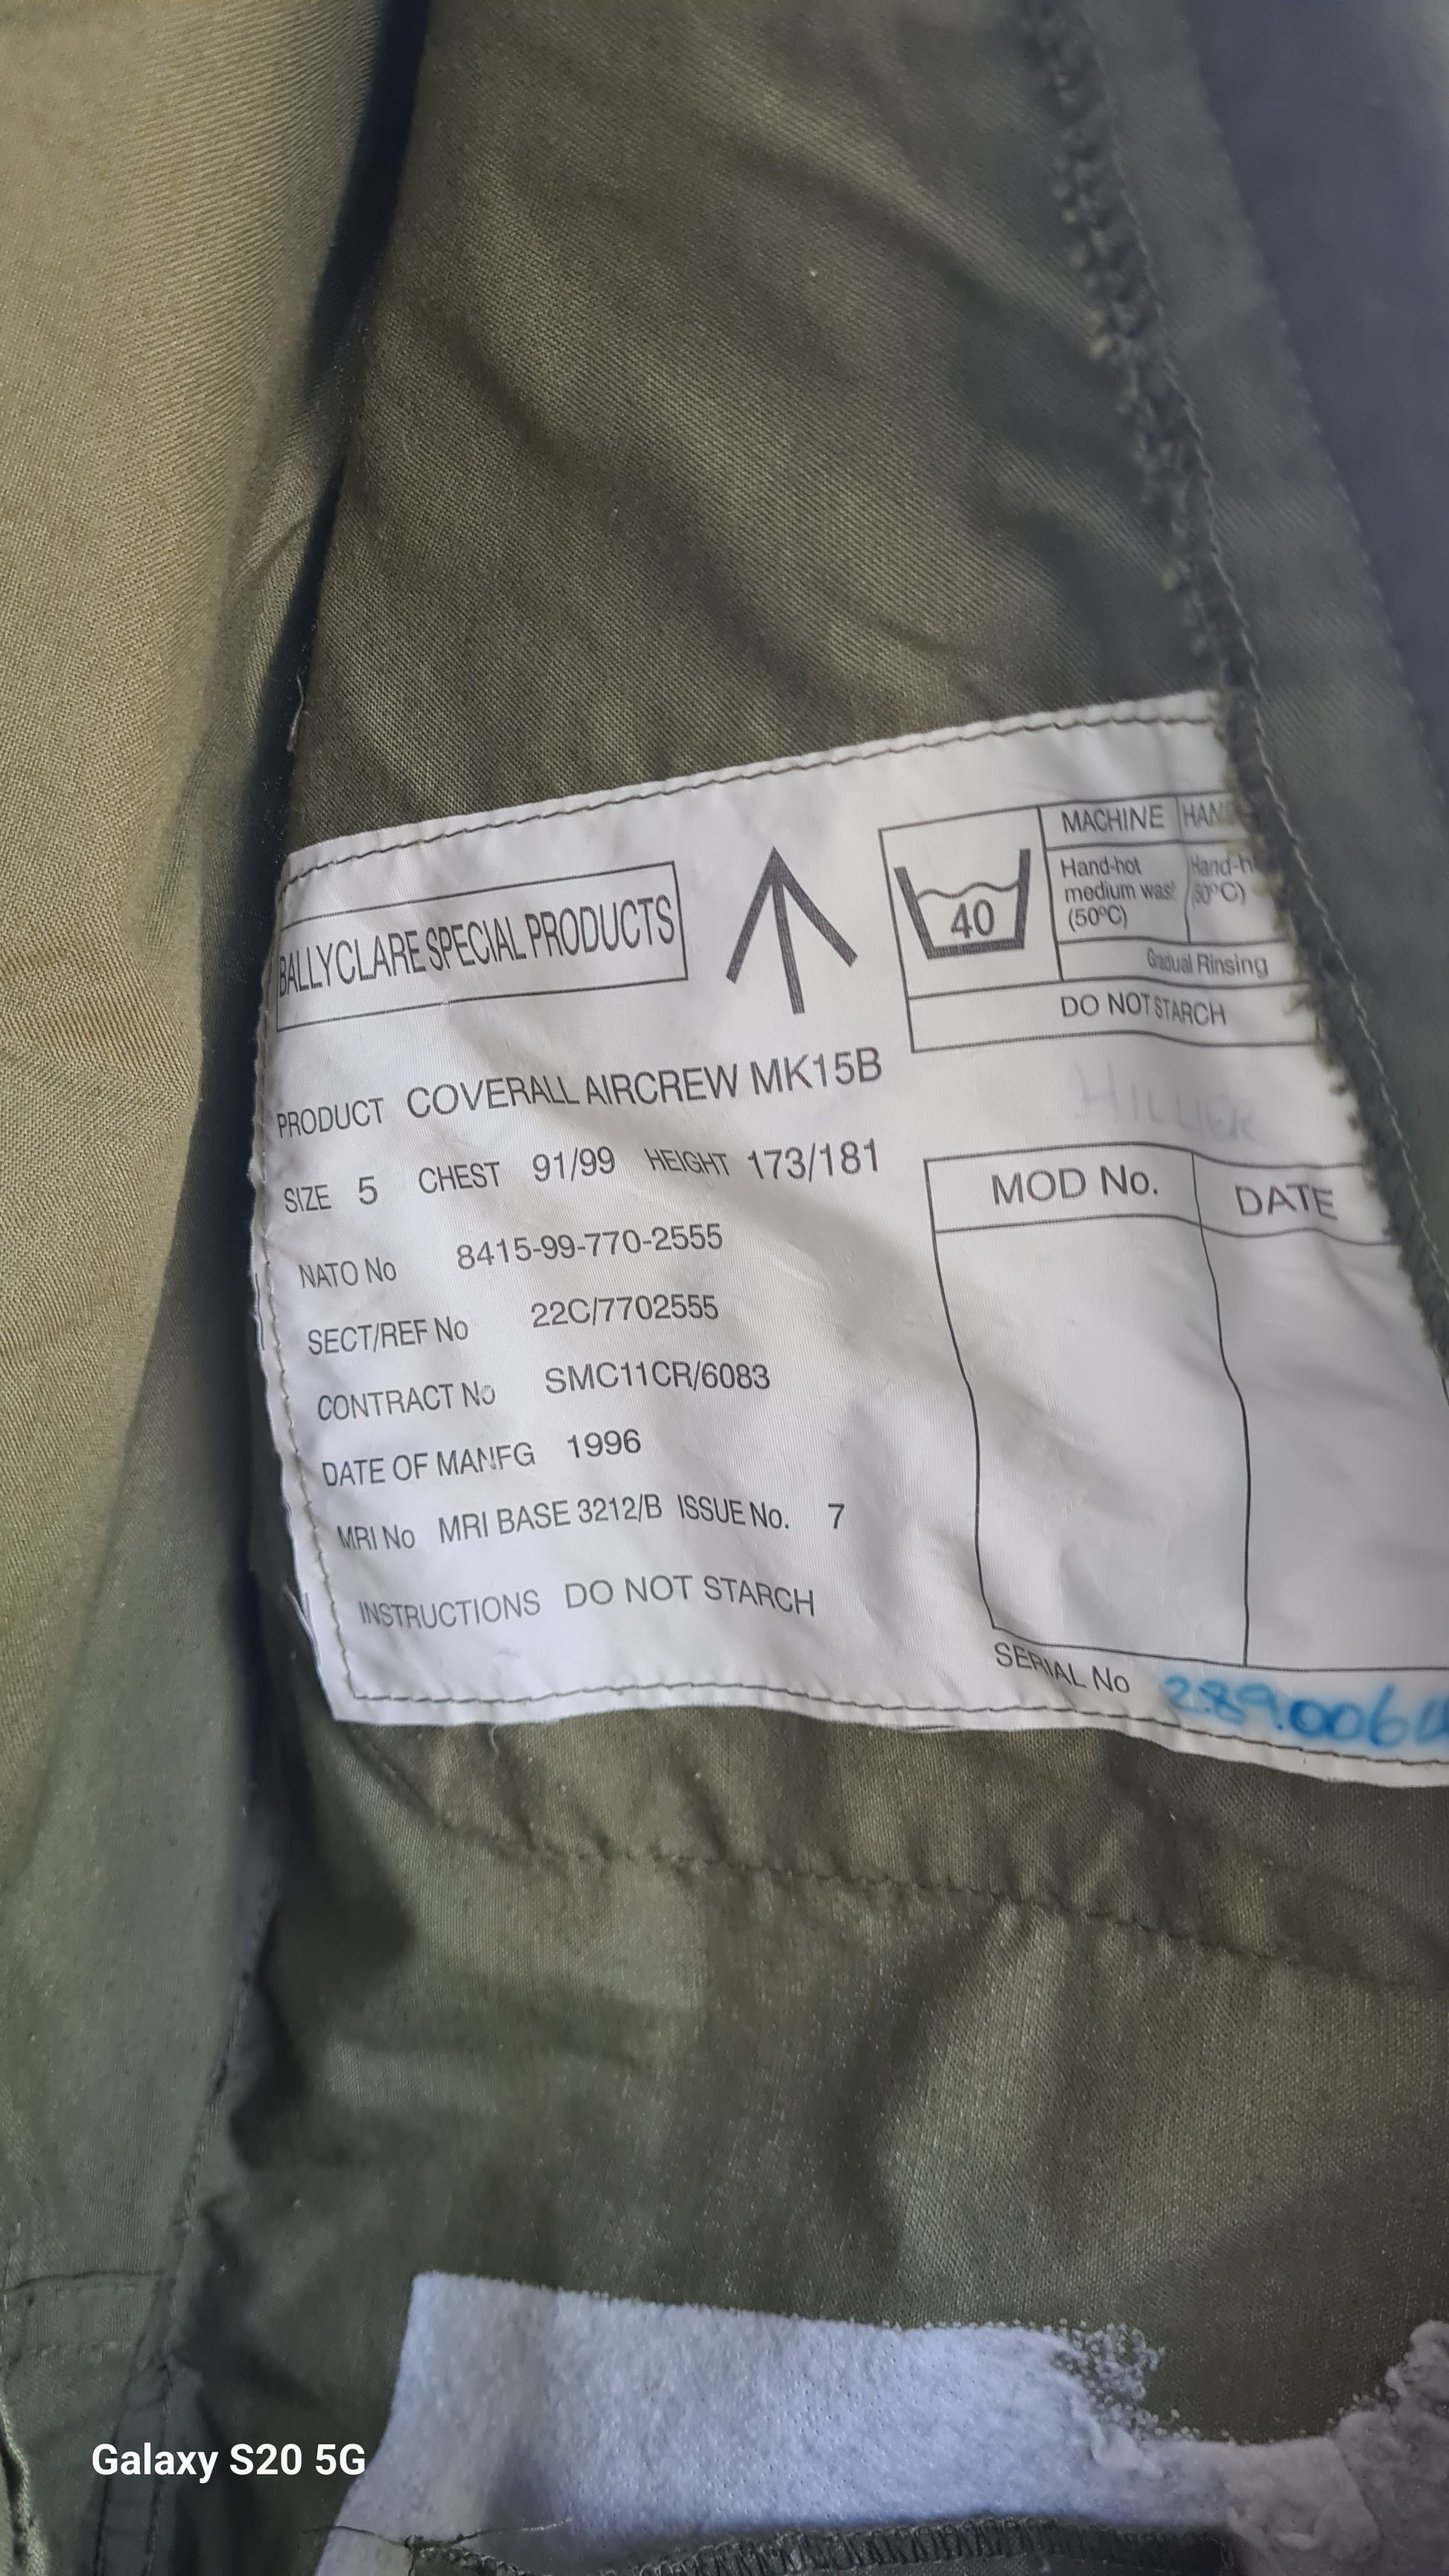 BALLYCLARE SPECIAL PRODUCTS
40
MACHINE
Hand-hot
medium was
(50°C)
Gradual Rinsing
DO NOT STARCH
PRODUCT COVERALL AIRCREW MK15B
HILLIER
SIZE 5 CHEST 91/99 HEIGHT 173/181
NATO No 8415-99-770-2555
SECT/REF No 22C/7702555
CONTRACT No SMC11CR/6083
DATE OF MANFG 1996
MRI No MRI BASE 3212/B ISSUE No. 7
INSTRUCTIONS DO NOT STARCH
MOD No. DATE
SERIAL No
Galaxy S20 5G